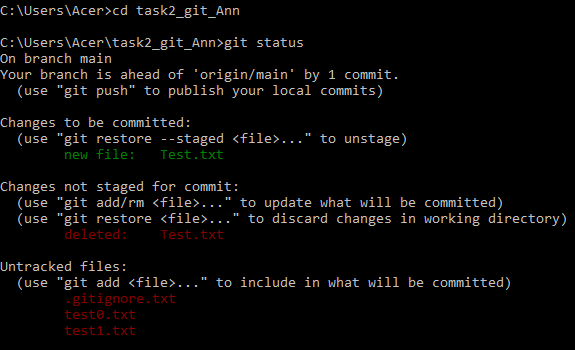 C:\Users\Acer>cd task2_git_Ann
C:\Users\Acer\task2_git_Ann>git status
On branch main
Your branch is ahead of 'origin/main' by 1 commit.
  (use "git push" to publish your local commits)
Changes to be committed:
  (use "git restore --staged <file>..." to unstage)
        new file:   Test.txt
Changes not staged for commit:
  (use "git add/rm <file>..." to update what will be committed)
  (use "git restore <file>..." to discard changes in working directory)
        deleted:    Test.txt
Untracked files:
  (use "git add <file>..." to include in what will be committed)
        .gitignore.txt
        test0.txt
        test1.txt